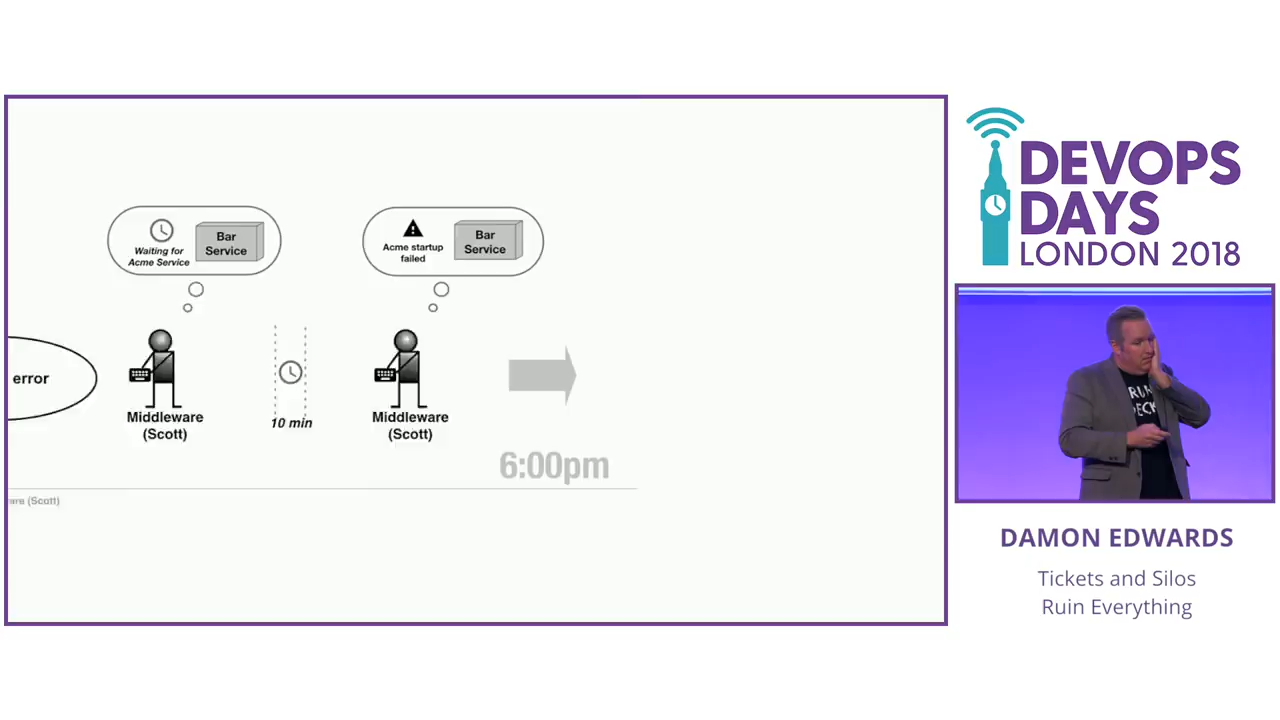 Waiting for
Acme Service
Bar
Service
Acme startup
failed
Bar
Service
error
Middleware
(Scott)
10 min
Middleware
(Scott)
6:00pm
(Scott)
DEVOPS
DAYS
LONDON 2018
DAMON EDWARDS
Tickets and Silos
Ruin Everything